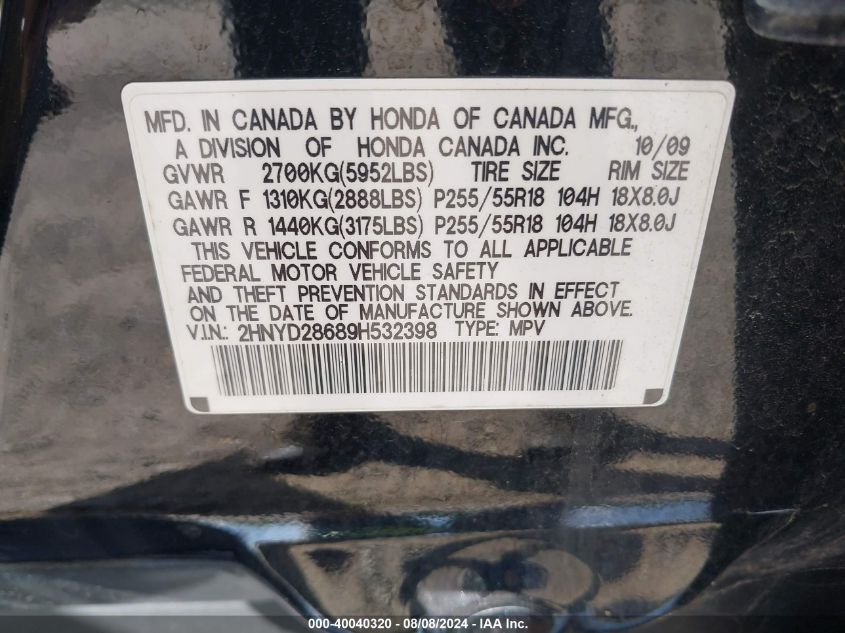 MFD. IN CANADA BY HONDA OF CANADA MFG.,
A DIVISION OF HONDA CANADA INC. 10/09
GVWR 2700KG(5952LBS) TIRE SIZE RIM SIZE
GAWR F 1310KG(2888LBS) P255/55R18 104H 18X8.0J
GAWR R 1440KG(3175LBS) P255/55R18 104H 18X8.0J
THIS VEHICLE CONFORMS TO ALL APPLICABLE
FEDERAL MOTOR VEHICLE SAFETY
AND THEFT PREVENTION STANDARDS IN EFFECT
ON THE DATE OF MANUFACTURE SHOWN ABOVE.
V.I.N.: 2HNYD28689H532398 TYPE: MPV
000-40040320 - 08/08/2024 - IAA Inc.